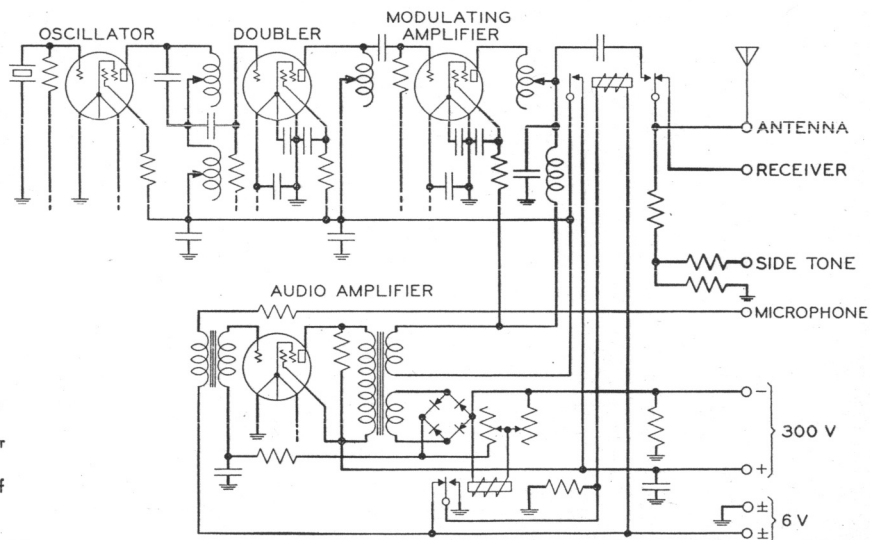 OSCILLATOR
DOUBLER
MODULATING
AMPLIFIER
ANTENNA
RECEIVER
SIDE TONE
AUDIO AMPLIFIER
MICROPHONE
−
300 V
+
±
6 V
±
r
f